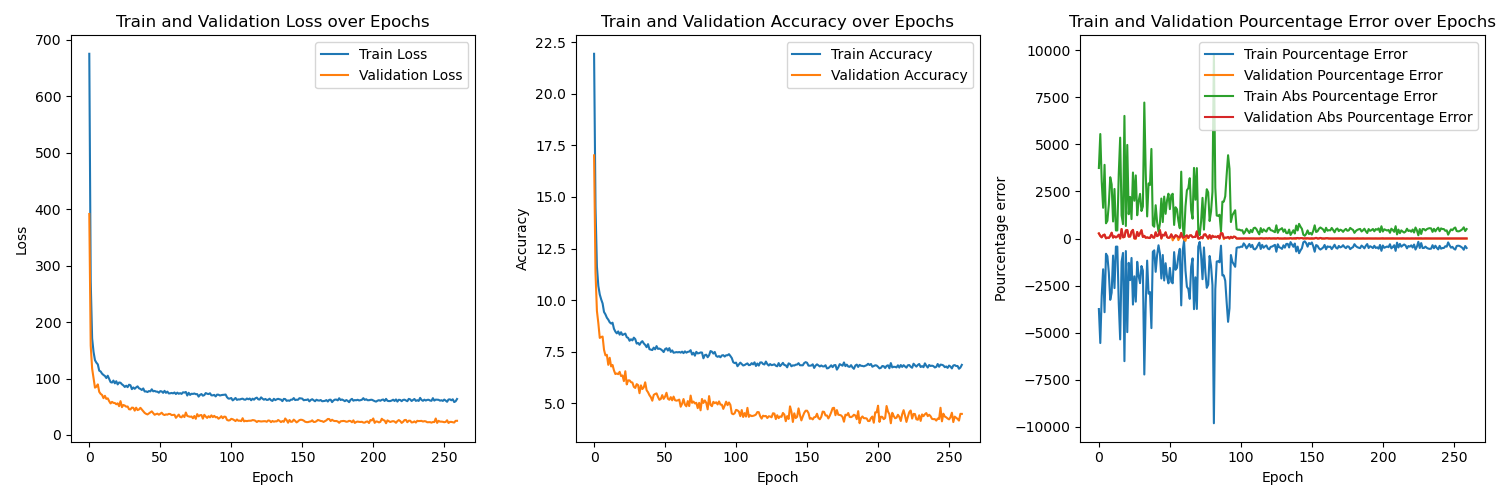 Train and Validation Loss over Epochs
Train Loss
Validation Loss
700
600
500
400
300
200
100
0
Loss
0 50 100 150 200 250
Epoch
Train and Validation Accuracy over Epochs
Train Accuracy
Validation Accuracy
22.5
20.0
17.5
15.0
12.5
10.0
7.5
5.0
Accuracy
0 50 100 150 200 250
Epoch
Train and Validation Pourcentage Error over Epochs
Train Pourcentage Error
Validation Pourcentage Error
Train Abs Pourcentage Error
Validation Abs Pourcentage Error
10000
7500
5000
2500
0
−2500
−5000
−7500
−10000
Pourcentage error
0 50 100 150 200 250
Epoch